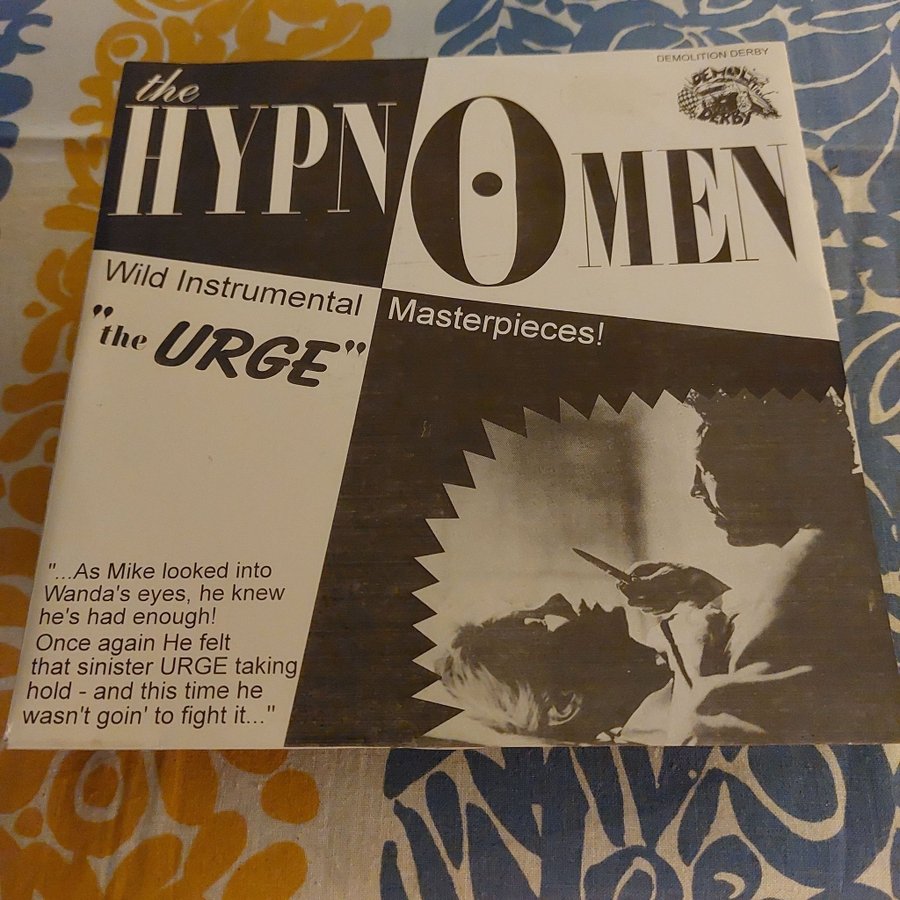 DEMOLITION DERBY
DEMOLITION
DERBY
the
HYPNOMEN
Wild Instrumental Masterpieces!
"the URGE"
"...As Mike looked into
Wanda's eyes, he knew
he's had enough!
Once again He felt
that sinister URGE taking
hold - and this time he
wasn't goin' to fight it..."